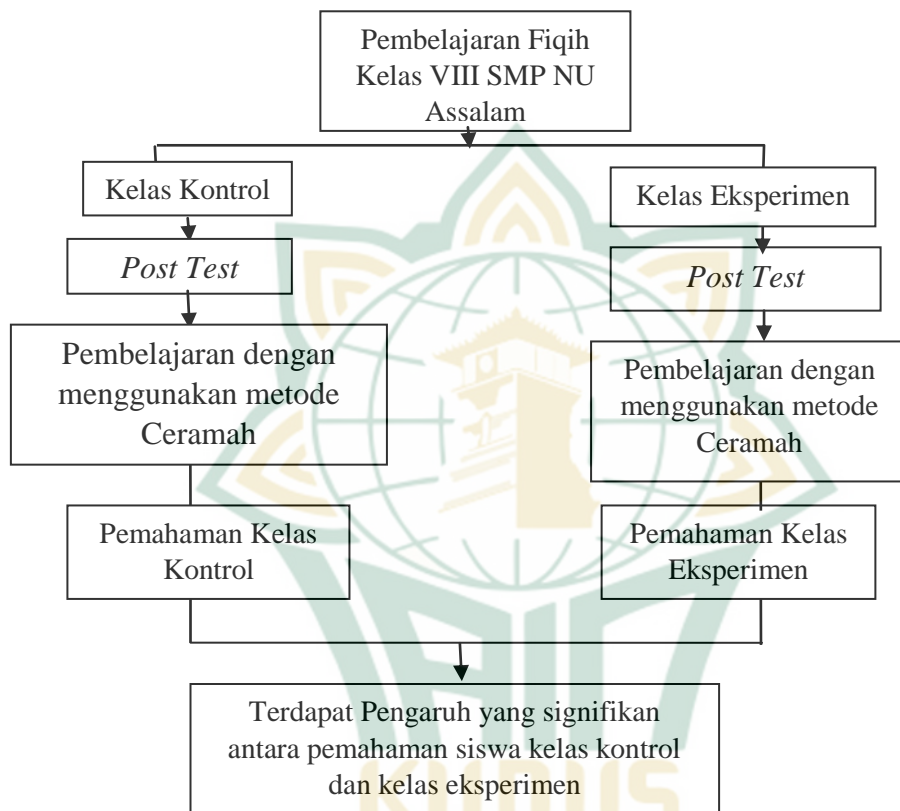 Pembelajaran Fiqih
Kelas VIII SMP NU
Assalam
Kelas Kontrol
Kelas Eksperimen
Post Test
Post Test
Pembelajaran dengan
menggunakan metode
Ceramah
Pembelajaran dengan
menggunakan metode
Ceramah
Pemahaman Kelas
Kontrol
Pemahaman Kelas
Eksperimen
Terdapat Pengaruh yang signifikan
antara pemahaman siswa kelas kontrol
dan kelas eksperimen
IAIN
KUDUS